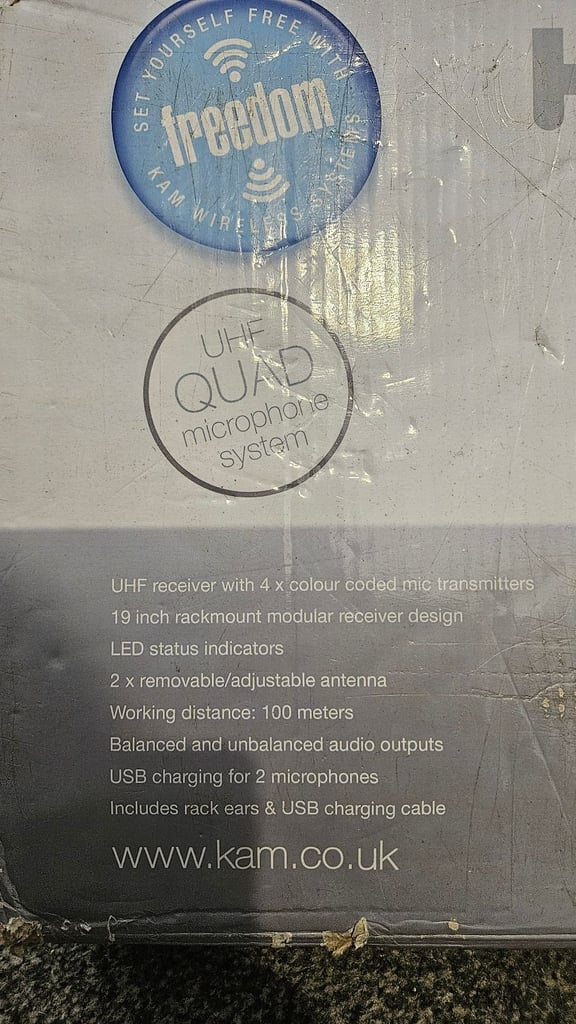 SET YOURSELF FREE WITH
freedom
KAM WIRELESS SYSTEMS
UHF
QUAD
microphone
system
UHF receiver with 4 x colour coded mic transmitters
19 inch rackmount modular receiver design
LED status indicators
2 x removable/adjustable antenna
Working distance: 100 meters
Balanced and unbalanced audio outputs
USB charging for 2 microphones
Includes rack ears & USB charging cable
www.kam.co.uk